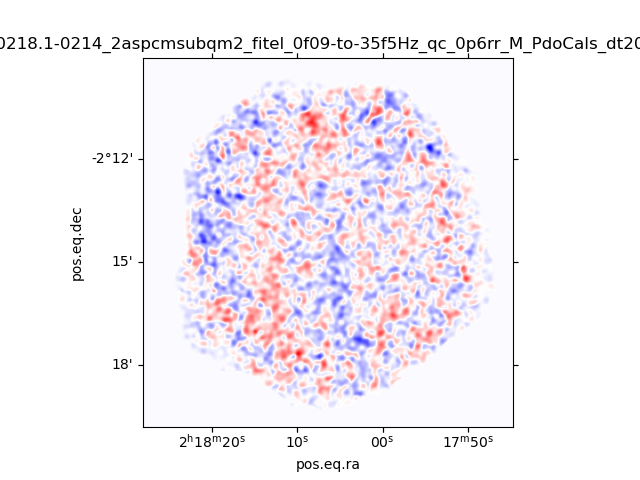 0218.1-0214_2aspcmsubqm2_fitel_0f09-to-35f5Hz_qc_0p6rr_M_PdoCals_dt20
-2°12'
15'
18'
pos.eq.dec
2ʰ18ᵐ20ˢ 10ˢ 00ˢ 17ᵐ50ˢ
pos.eq.ra